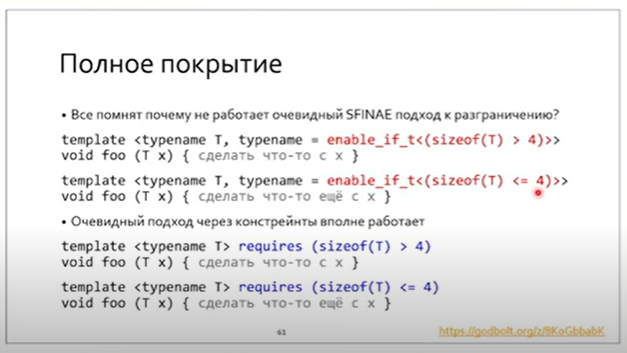 Полное покрытие
• Все помнят почему не работает очевидный SFINAE подход к разграничению?
template <typename T, typename = enable_if_t<(sizeof(T) > 4)>>
void foo (T x) { сделать что-то с x }
template <typename T, typename = enable_if_t<(sizeof(T) <= 4)>>
void foo (T x) { сделать что-то ещё с x }
• Очевидный подход через констрейнты вполне работает
template <typename T> requires (sizeof(T) > 4)
void foo (T x) { сделать что-то с x }
template <typename T> requires (sizeof(T) <= 4)
void foo (T x) { сделать что-то ещё с x }
61
https://godbolt.org/z/8KoGbbabK